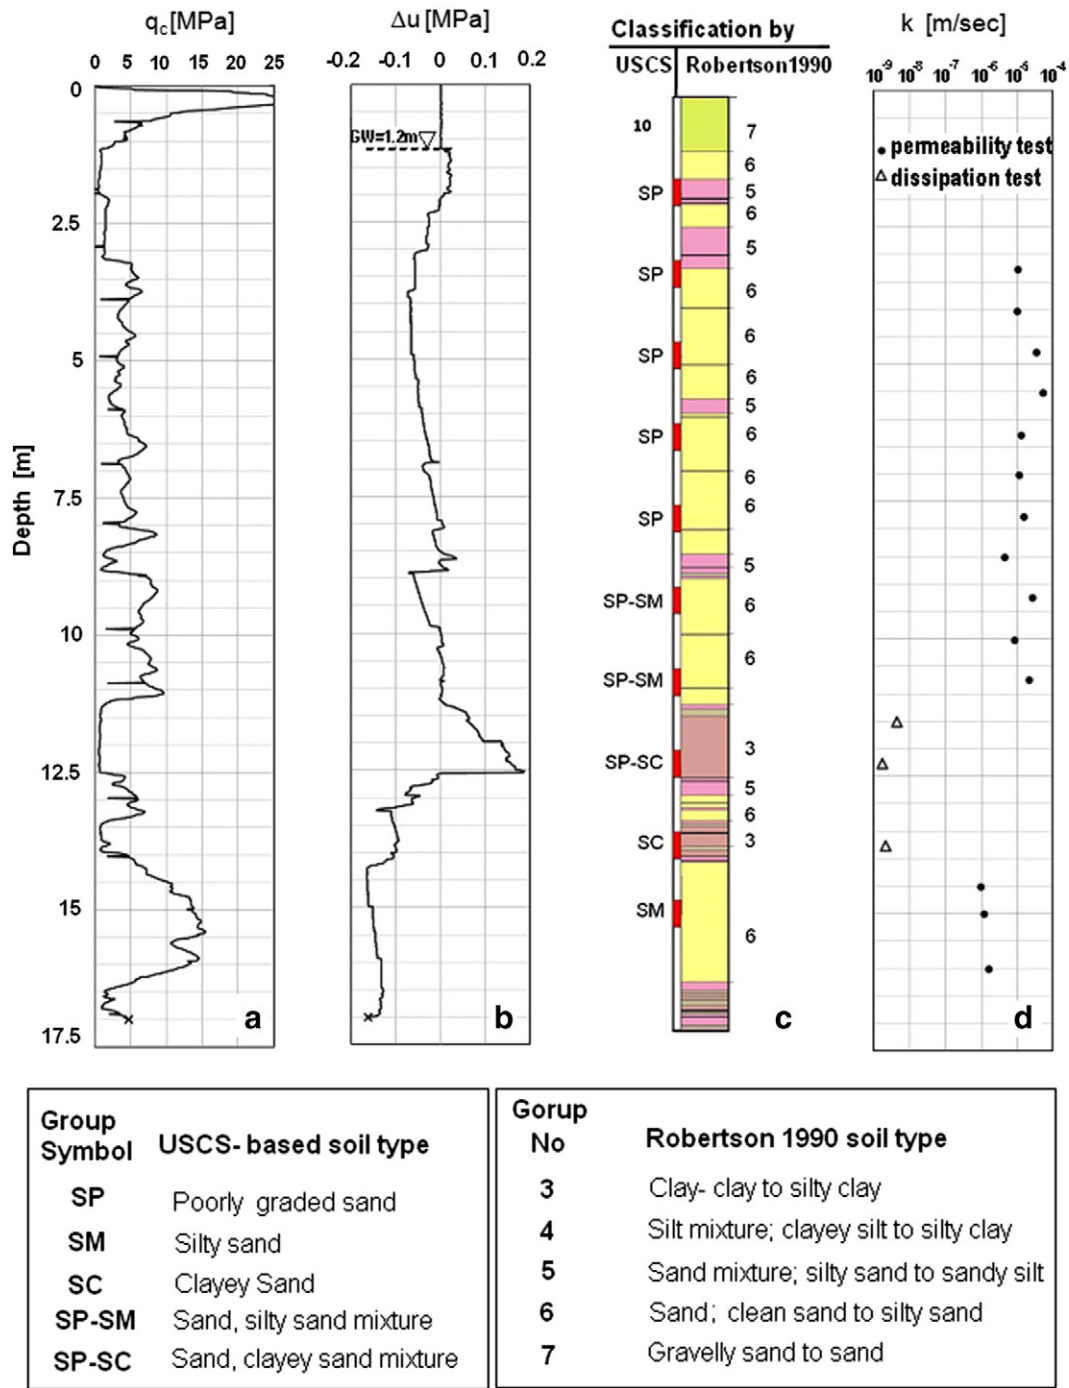 qc[MPa]
0 5 10 15 20 25
0
2.5
5
7.5
10
12.5
15
17.5
Depth [m]
a
Δu [MPa]
-0.2 -0.1 0 0.1 0.2
GW=1.2m
b
Classification by
USCS Robertson1990
10
7
6
SP
5
6
5
SP
6
6
SP
6
5
SP
6
6
6
SP
5
SP-SM
6
6
SP-SM
3
SP-SC
5
6
SC
3
SM
6
c
k [m/sec]
10-9 10-8 10-7 10-6 10-5 10-4
permeability test
dissipation test
d
Group
Symbol USCS- based soil type
SP Poorly graded sand
SM Silty sand
SC Clayey Sand
SP-SM Sand, silty sand mixture
SP-SC Sand, clayey sand mixture
Gorup
No Robertson 1990 soil type
3 Clay- clay to silty clay
4 Silt mixture; clayey silt to silty clay
5 Sand mixture; silty sand to sandy silt
6 Sand; clean sand to silty sand
7 Gravelly sand to sand